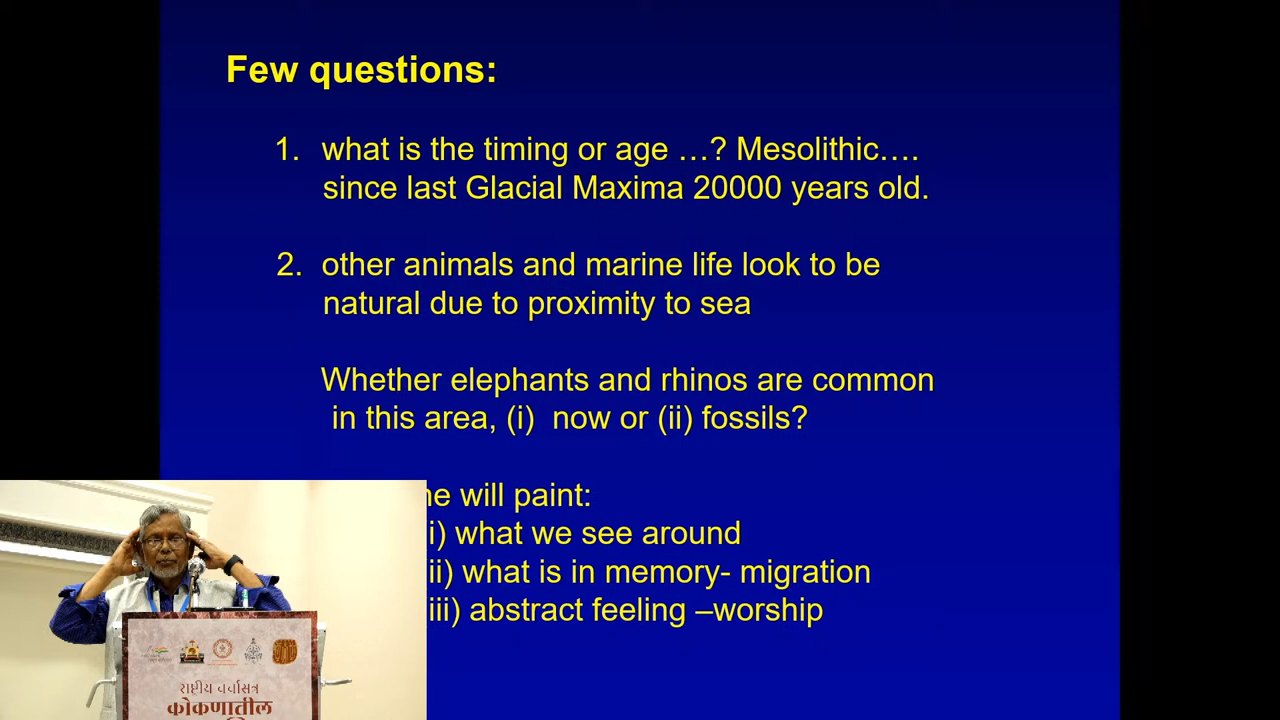 Few questions:
1. what is the timing or age …? Mesolithic….
since last Glacial Maxima 20000 years old.
2. other animals and marine life look to be
natural due to proximity to sea
Whether elephants and rhinos are common
in this area, (i) now or (ii) fossils?
will paint:
i) what we see around
ii) what is in memory- migration
iii) abstract feeling –worship
राष्ट्रीय चर्चासत्र
कोकणातील